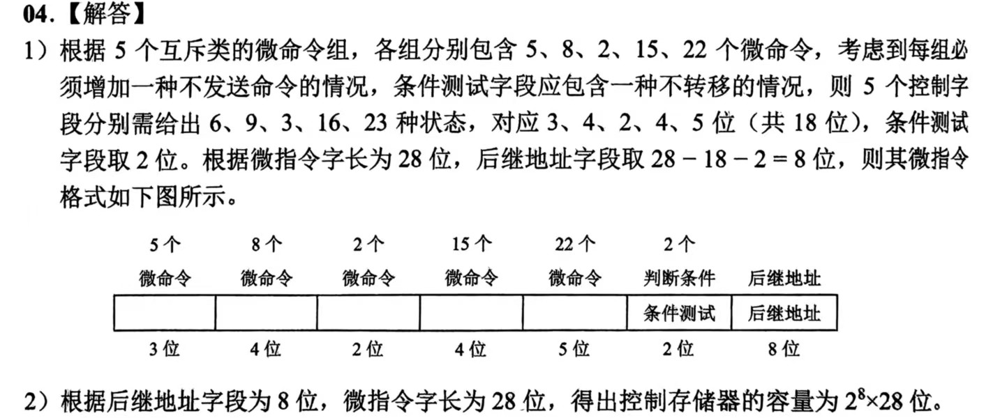 04.【解答】
1）根据 5 个互斥类的微命令组，各组分别包含 5、8、2、15、22 个微命令，考虑到每组必
须增加一种不发送命令的情况，条件测试字段应包含一种不转移的情况，则 5 个控制字
段分别需给出 6、9、3、16、23 种状态，对应 3、4、2、4、5 位（共 18 位），条件测试
字段取 2 位。根据微指令字长为 28 位，后继地址字段取 28 − 18 − 2 = 8 位，则其微指令
格式如下图所示。
5 个 8 个 2 个 15 个 22 个 2 个
微命令 微命令 微命令 微命令 微命令 判断条件 后继地址
条件测试 后继地址
3 位 4 位 2 位 4 位 5 位 2 位 8 位
2）根据后继地址字段为 8 位，微指令字长为 28 位，得出控制存储器的容量为 2⁸×28 位。